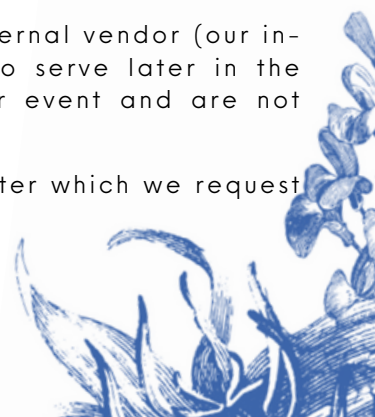 ernal vendor (our in-
o serve later in the
r event and are not
ter which we request